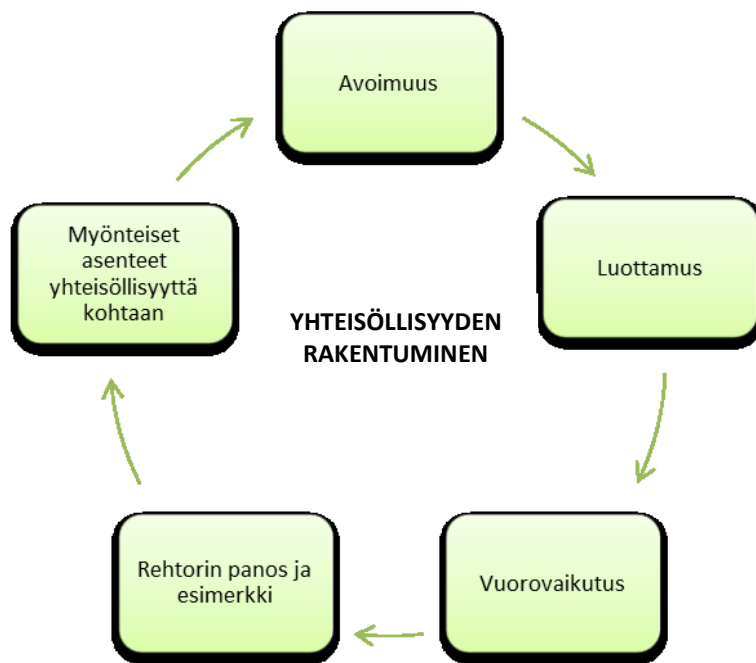 Avoimuus
Luottamus
Vuorovaikutus
Rehtorin panos ja
esimerkki
Myönteiset
asenteet
yhteisöllisyyttä
kohtaan
YHTEISÖLLISYYDEN
RAKENTUMINEN